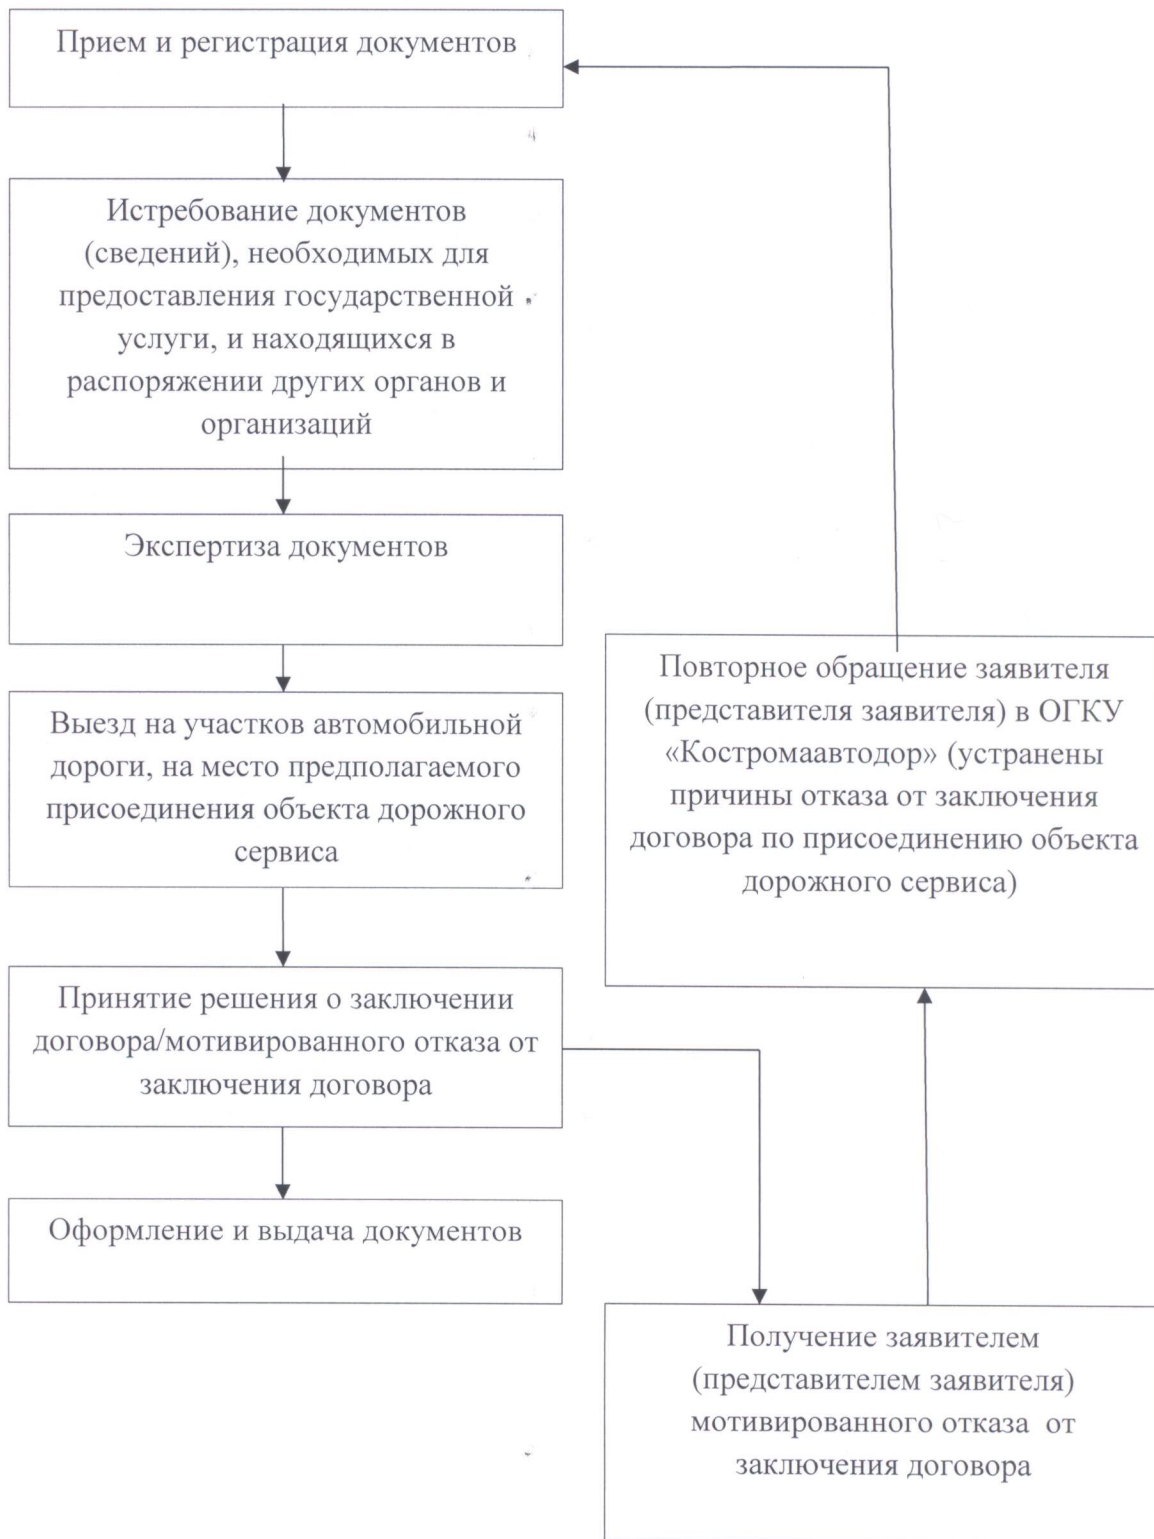 Прием и регистрация документов
Истребование документов
(сведений), необходимых для
предоставления государственной
услуги, и находящихся в
распоряжении других органов и
организаций
Экспертиза документов
Выезд на участков автомобильной
дороги, на место предполагаемого
присоединения объекта дорожного
сервиса
Принятие решения о заключении
договора/мотивированного отказа от
заключения договора
Оформление и выдача документов
Повторное обращение заявителя
(представителя заявителя) в ОГКУ
«Костромаавтодор» (устранены
причины отказа от заключения
договора по присоединению объекта
дорожного сервиса)
Получение заявителем
(представителем заявителя)
мотивированного отказа  от
заключения договора